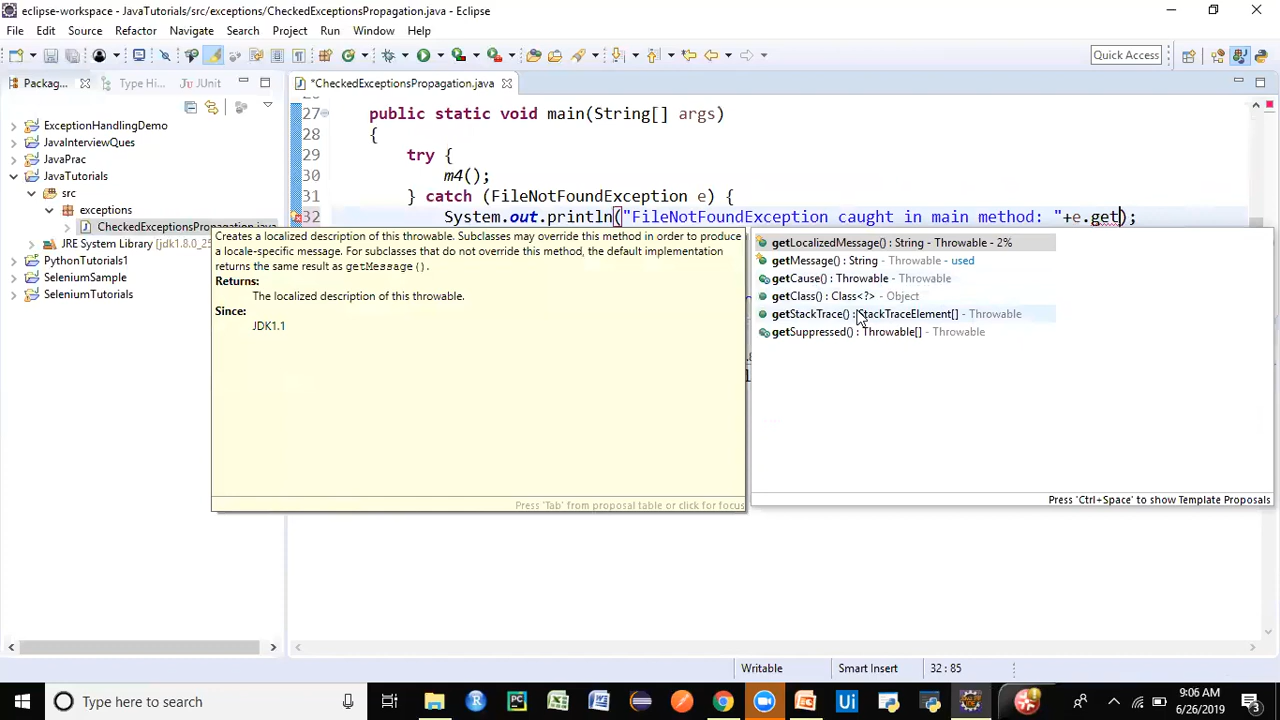 eclipse-workspace - JavaTutorials/src/exceptions/CheckedExceptionsPropagation.java - Eclipse
File Edit Source Refactor Navigate Search Project Run Window Help
Quick Access
Packag... Type Hi... JUnit
*CheckedExceptionsPropagation.java
ExceptionHandlingDemo
JavaInterviewQues
JavaPrac
JavaTutorials
src
exceptions
CheckedExceptionsPropagation.java
JRE System Library [jdk1.8.0_25
PythonTutorials1
SeleniumSample
SeleniumTutorials
27 public static void main(String[] args)
28 {
29 try {
30 m4();
31 } catch (FileNotFoundException e) {
32 System.out.println("FileNotFoundException caught in main method: "+e.get);
Creates a localized description of this throwable. Subclasses may override this method in order to produce
a locale-specific message. For subclasses that do not override this method, the default implementation
returns the same result as getMessage().
Returns:
The localized description of this throwable.
Since:
JDK1.1
Press 'Tab' from proposal table or click for focus
getLocalizedMessage() : String - Throwable - 2%
getMessage() : String - Throwable - used
getCause() : Throwable - Throwable
getClass() : Class<?> - Object
getStackTrace() : StackTraceElement[] - Throwable
getSuppressed() : Throwable[] - Throwable
Press 'Ctrl+Space' to show Template Proposals
Writable Smart Insert 32 : 85
Type here to search
9:06 AM
6/26/2019